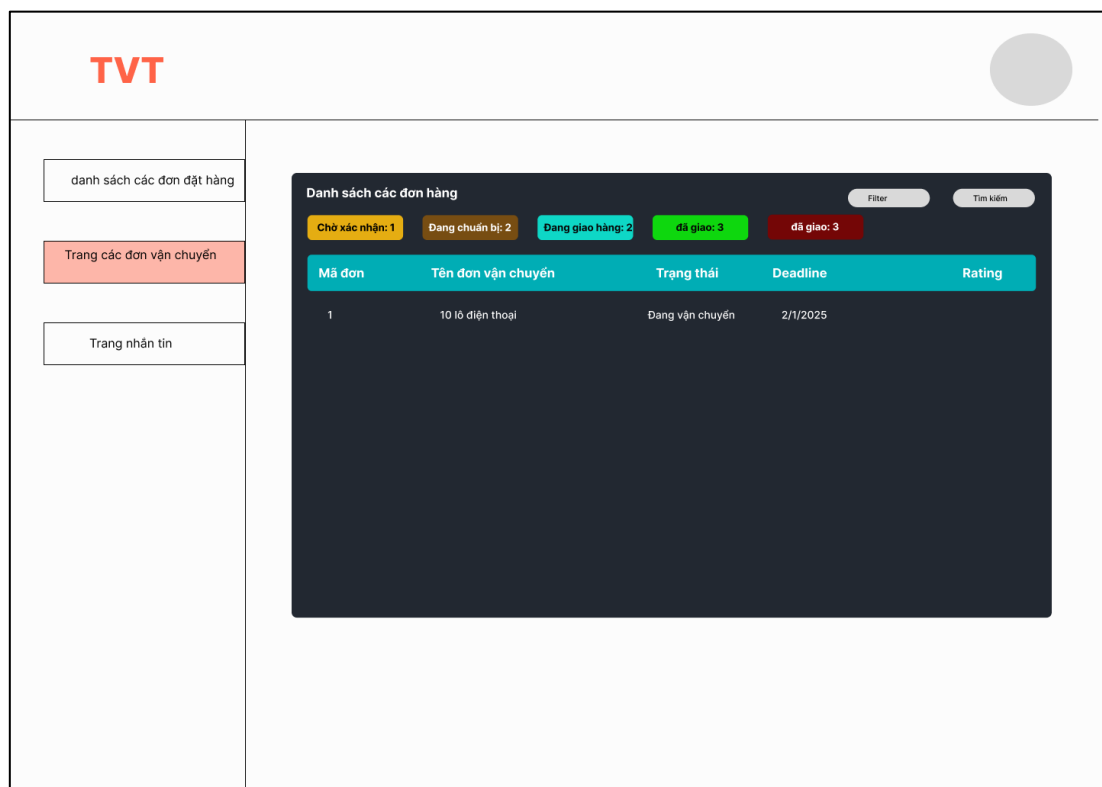 TVT
danh sách các đơn đặt hàng
Trang các đơn vận chuyển
Trang nhắn tin
Danh sách các đơn hàng
Filter
Tìm kiếm
Chờ xác nhận: 1
Đang chuẩn bị: 2
Đang giao hàng: 2
đã giao: 3
đã giao: 3
Mã đơn
Tên đơn vận chuyển
Trạng thái
Deadline
Rating
1
10 lô điện thoại
Đang vận chuyển
2/1/2025